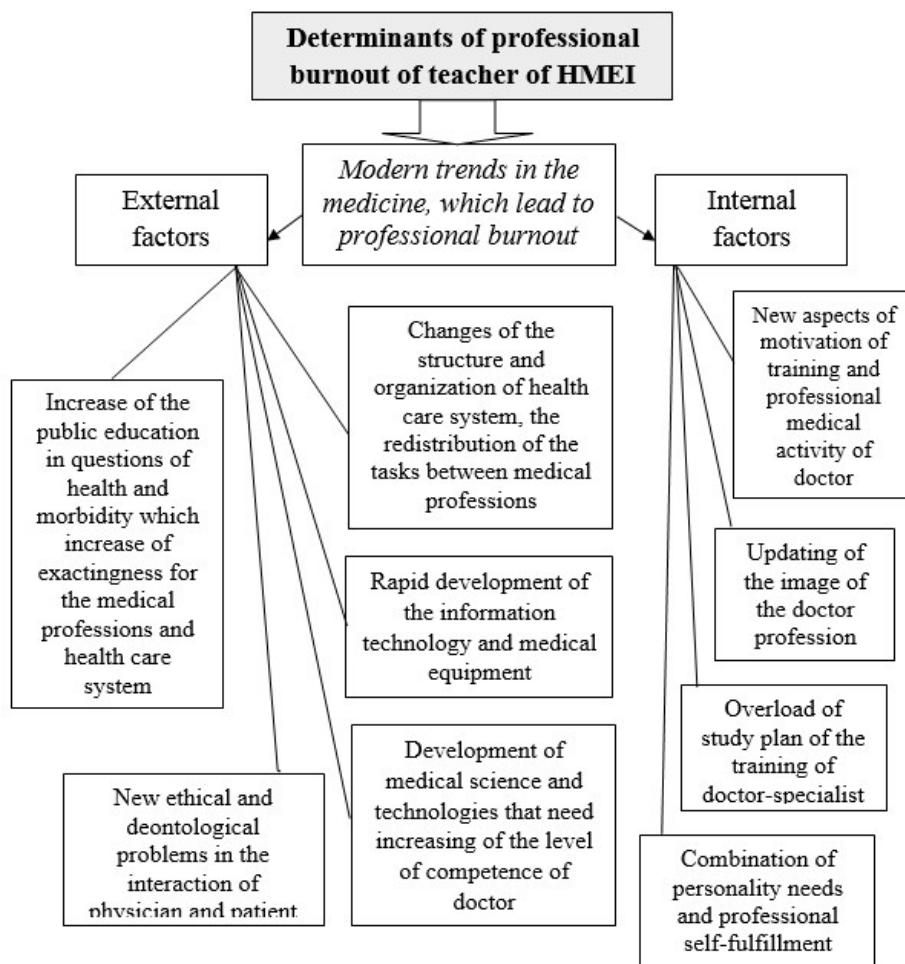 Determinants of professional
burnout of teacher of HMEI
Modern trends in the
medicine, which lead to
professional burnout
External
factors
Internal
factors
Increase of the
public education
in questions of
health and
morbidity which
increase of
exactingness for
the medical
professions and
health care
system
Changes of the
structure and
organization of health
care system, the
redistribution of the
tasks between medical
professions
Rapid development of
the information
technology and medical
equipment
New ethical and
deontological
problems in the
interaction of
physician and patient
Development of
medical science and
technologies that need
increasing of the level
of competence of
doctor
New aspects of
motivation of
training and
professional
medical
activity of
doctor
Updating of
the image of
the doctor
profession
Overload of
study plan of the
training of
doctor-specialist
Combination of
personality needs
and professional
self-fulfillment